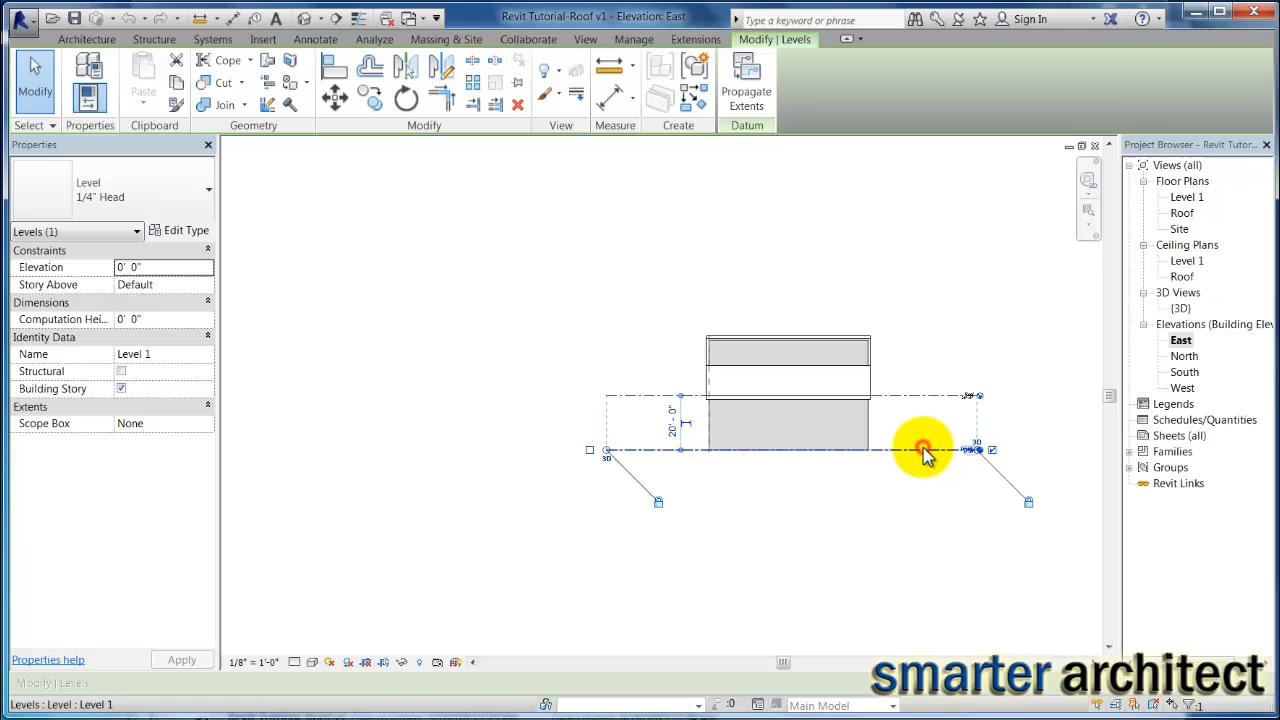 Revit Tutorial-Roof v1 - Elevation: East
Type a keyword or phrase
Sign In
Architecture Structure Systems Insert Annotate Analyze Massing & Site Collaborate View Manage Extensions Modify | Levels
Modify
Paste
Cope
Cut
Join
Propagate
Extents
Select Properties Clipboard Geometry Modify View Measure Create Datum
Properties
Level
1/4" Head
Levels (1)
Edit Type
Constraints
Elevation 0' 0"
Story Above Default
Dimensions
Computation Hei... 0' 0"
Identity Data
Name Level 1
Structural
Building Story
Extents
Scope Box None
Properties help
Apply
20' - 0"
3D
3D
Project Browser - Revit Tutor...
Views (all)
Floor Plans
Level 1
Roof
Site
Ceiling Plans
Level 1
Roof
3D Views
{3D}
Elevations (Building Elev
East
North
South
West
Legends
Schedules/Quantities
Sheets (all)
Families
Groups
Revit Links
1/8" = 1'-0"
smarter architect
Modify | Levels
Levels : Level : Level 1
:0
Main Model
:1